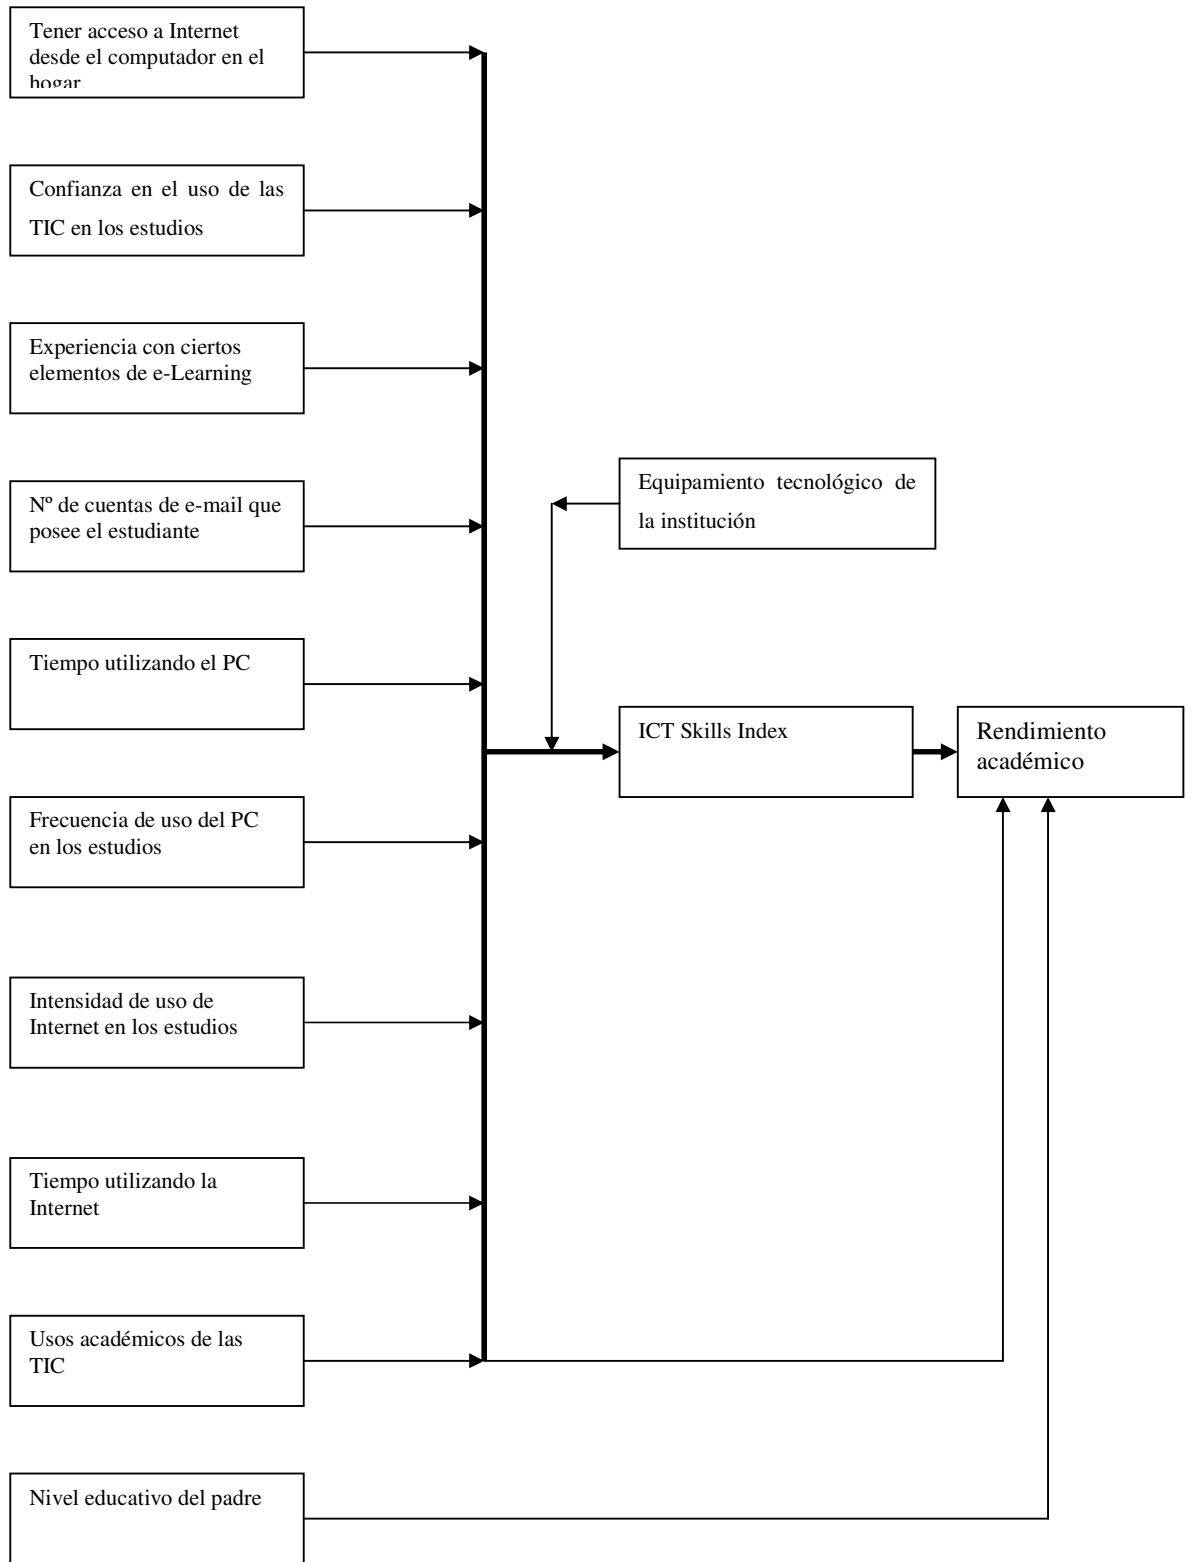 Tener acceso a Internet
desde el computador en el
hogar.
Confianza en el uso de las
TIC en los estudios
Experiencia con ciertos
elementos de e-Learning
Nº de cuentas de e-mail que
posee el estudiante
Equipamiento tecnológico de
la institución
Tiempo utilizando el PC
ICT Skills Index
Rendimiento
académico
Frecuencia de uso del PC
en los estudios
Intensidad de uso de
Internet en los estudios
Tiempo utilizando la
Internet
Usos académicos de las
TIC
Nivel educativo del padre